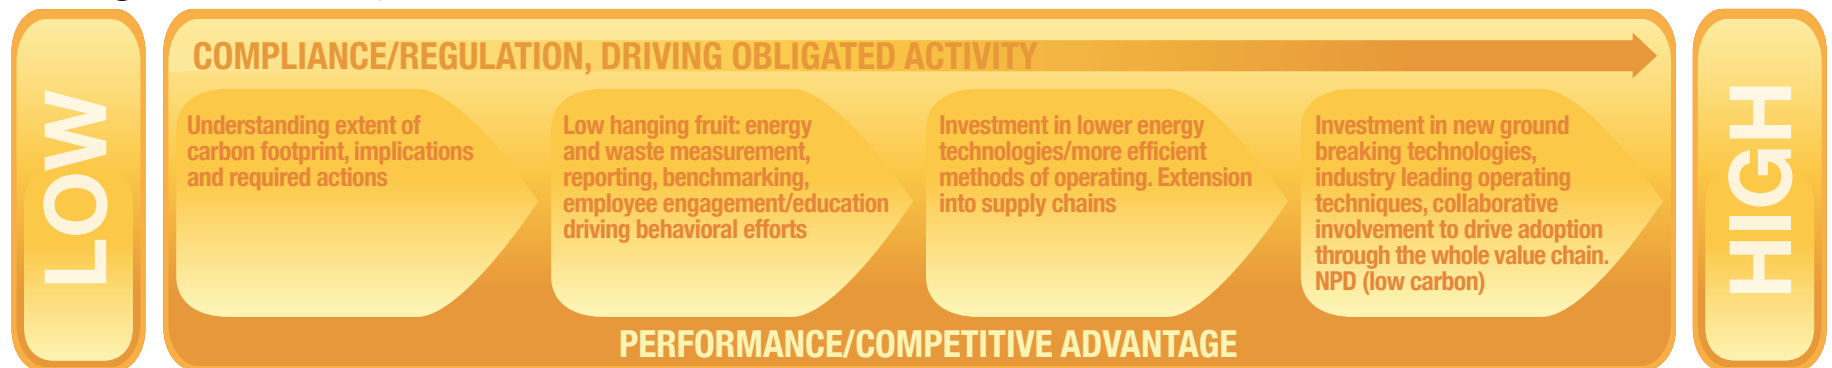 LOW
COMPLIANCE/REGULATION, DRIVING OBLIGATED ACTIVITY
Understanding extent of
carbon footprint, implications
and required actions
Low hanging fruit: energy
and waste measurement,
reporting, benchmarking,
employee engagement/education
driving behavioral efforts
Investment in lower energy
technologies/more efficient
methods of operating. Extension
into supply chains
Investment in new ground
breaking technologies,
industry leading operating
techniques, collaborative
involvement to drive adoption
through the whole value chain.
NPD (low carbon)
PERFORMANCE/COMPETITIVE ADVANTAGE
HIGH